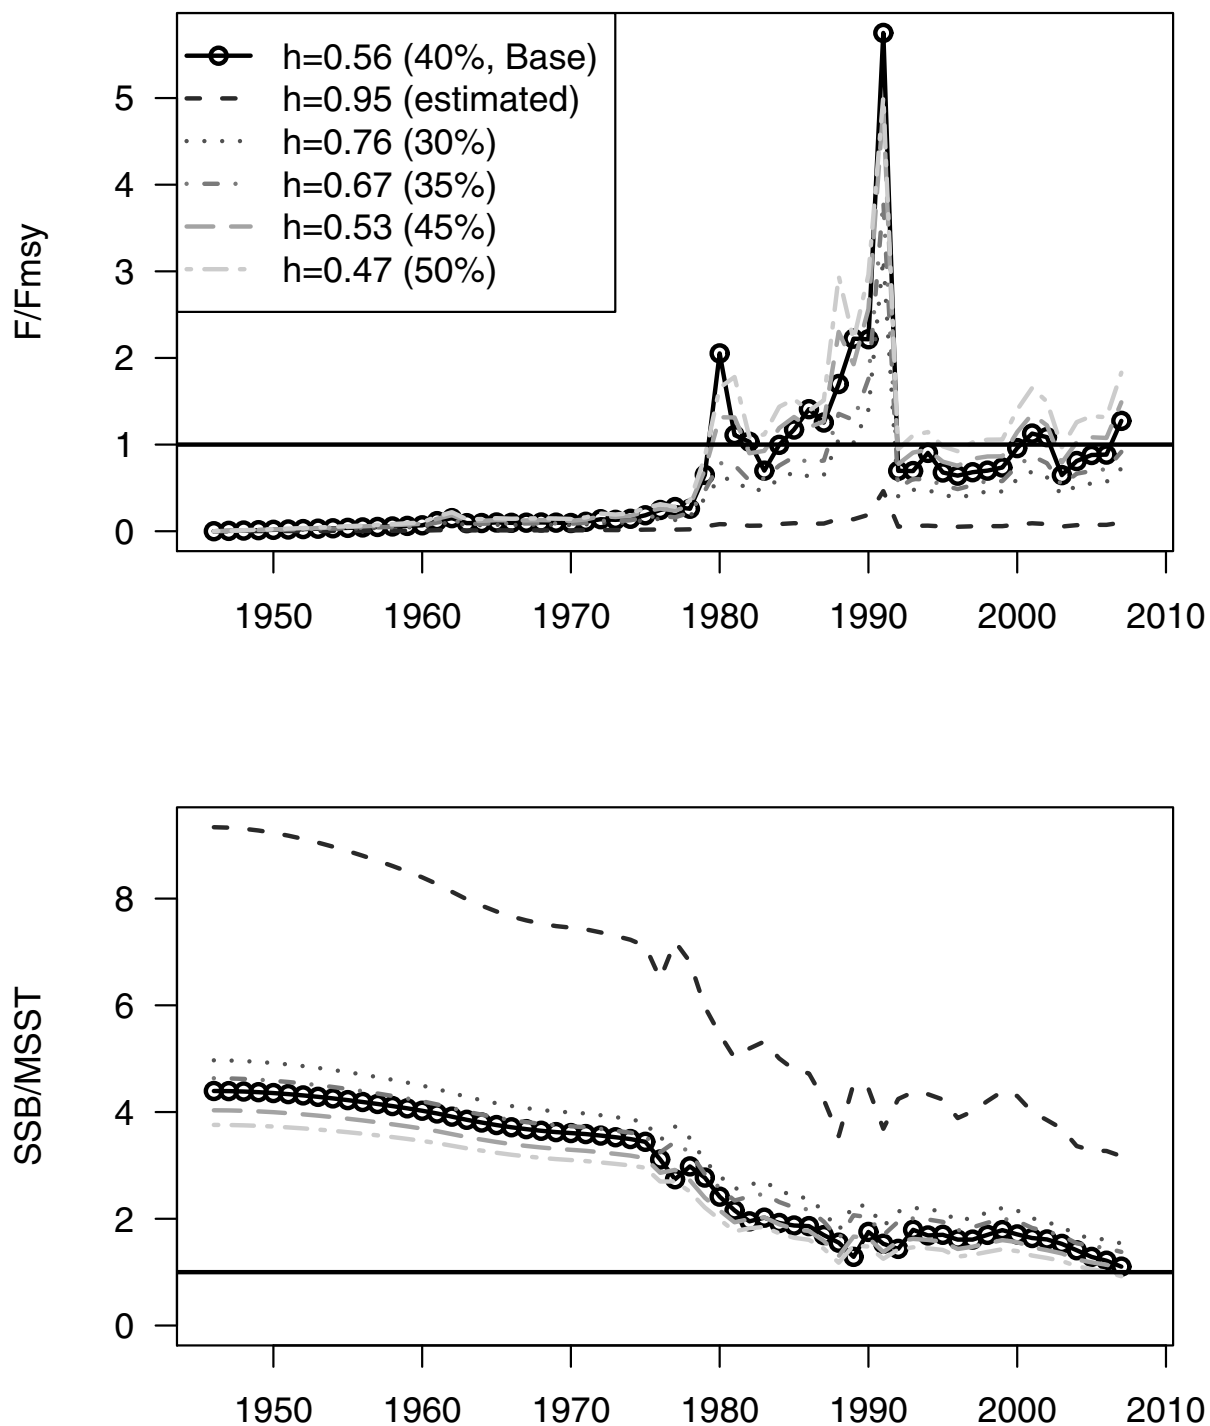 h=0.56 (40%, Base)
h=0.95 (estimated)
h=0.76 (30%)
h=0.67 (35%)
h=0.53 (45%)
h=0.47 (50%)
F/Fmsy
5
4
3
2
1
0
1950 1960 1970 1980 1990 2000 2010
SSB/MSST
8
6
4
2
0
1950 1960 1970 1980 1990 2000 2010